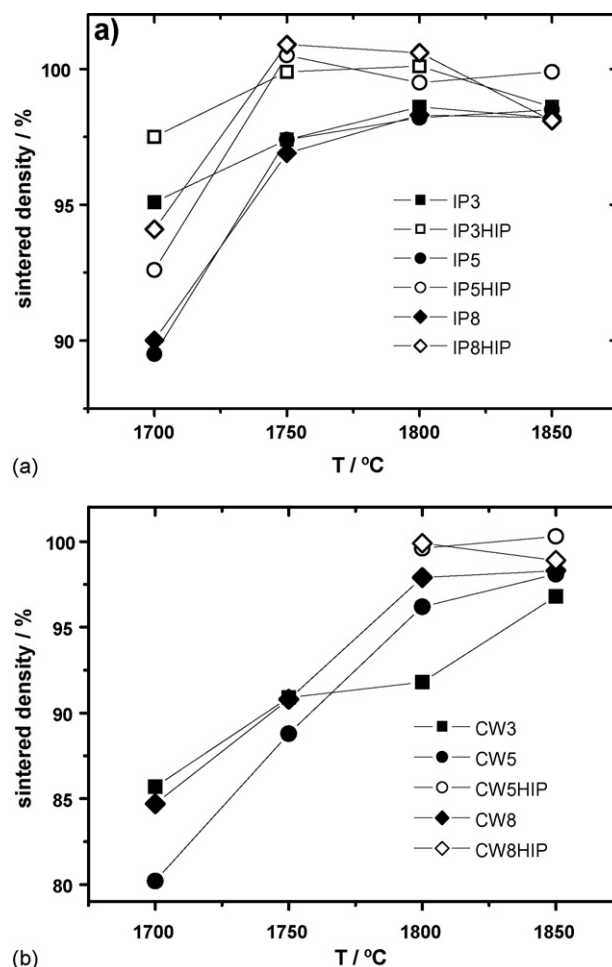 a)
100
95
90
sintered density / %
IP3
IP3HIP
IP5
IP5HIP
IP8
IP8HIP
1700 1750 1800 1850
(a)
T / ºC
100
95
90
85
80
sintered density / %
CW3
CW5
CW5HIP
CW8
CW8HIP
1700 1750 1800 1850
(b)
T / ºC